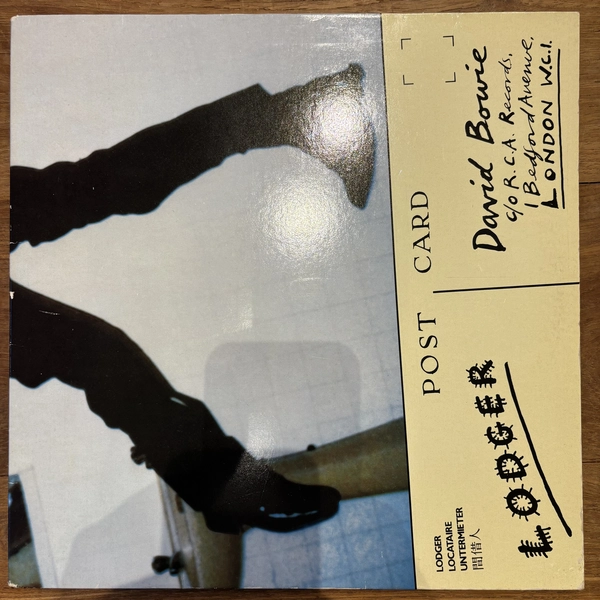 POST CARD
LODGER
LOCATAIRE
UNTERMIETER
間借人
LODGER
David Bowie
c/o R.C.A. Records,
1 Bedford Avenue,
LONDON W.C.1.